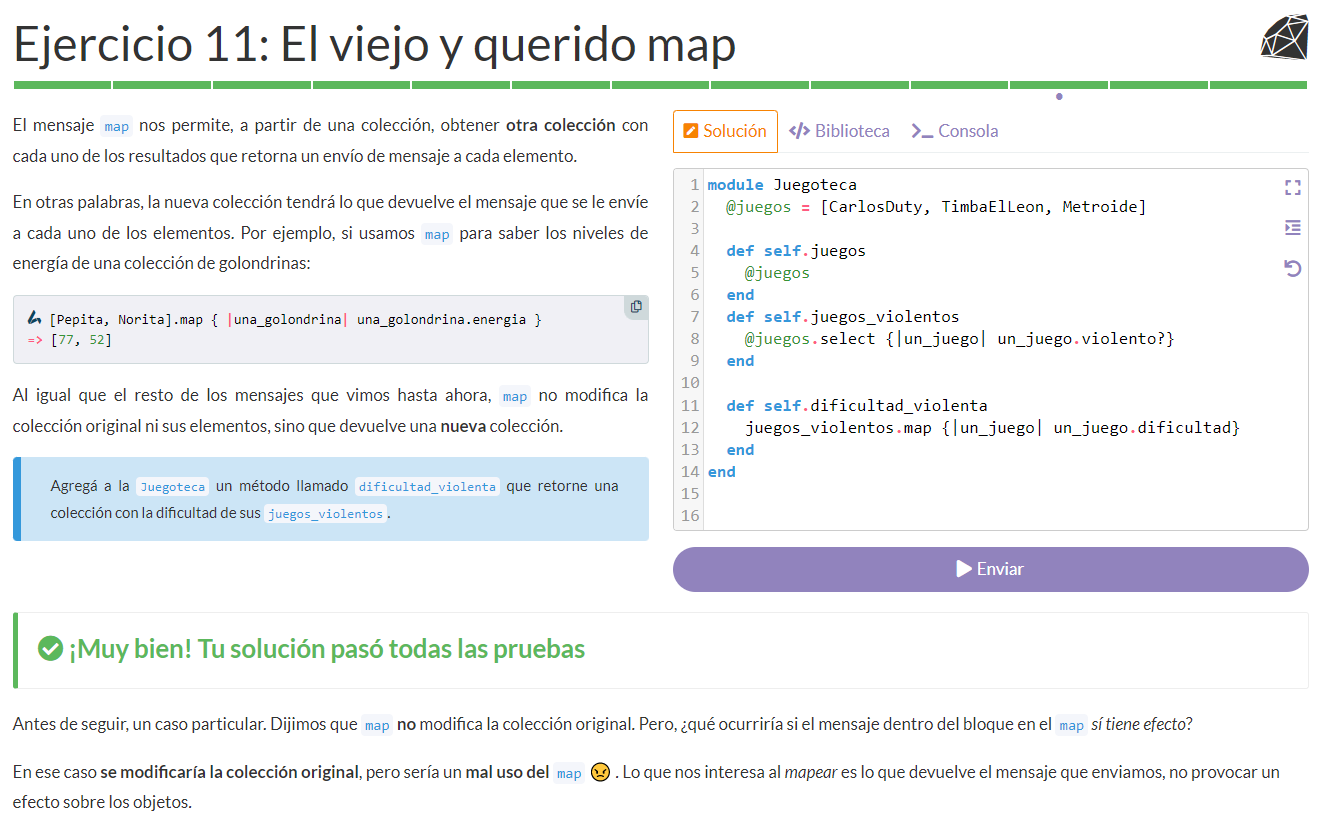 Ejercicio 11: El viejo y querido map
El mensaje map nos permite, a partir de una colección, obtener otra colección con
cada uno de los resultados que retorna un envío de mensaje a cada elemento.
En otras palabras, la nueva colección tendrá lo que devuelve el mensaje que se le envíe
a cada uno de los elementos. Por ejemplo, si usamos map para saber los niveles de
energía de una colección de golondrinas:
[Pepita, Norita].map { |una_golondrina| una_golondrina.energia }
=> [77, 52]
Al igual que el resto de los mensajes que vimos hasta ahora, map no modifica la
colección original ni sus elementos, sino que devuelve una nueva colección.
Agregá a la Juegoteca un método llamado dificultad_violenta que retorne una
colección con la dificultad de sus juegos_violentos.
Solución </> Biblioteca >_ Consola
1 module Juegoteca
2 @juegos = [CarlosDuty, TimbaElLeon, Metroide]
3
4 def self.juegos
5 @juegos
6 end
7 def self.juegos_violentos
8 @juegos.select {|un_juego| un_juego.violento?}
9 end
10
11 def self.dificultad_violenta
12 juegos_violentos.map {|un_juego| un_juego.dificultad}
13 end
14 end
15
16
Enviar
¡Muy bien! Tu solución pasó todas las pruebas
Antes de seguir, un caso particular. Dijimos que map no modifica la colección original. Pero, ¿qué ocurriría si el mensaje dentro del bloque en el map sí tiene efecto?
En ese caso se modificaría la colección original, pero sería un mal uso del map 😠 . Lo que nos interesa al mapear es lo que devuelve el mensaje que enviamos, no provocar un
efecto sobre los objetos.